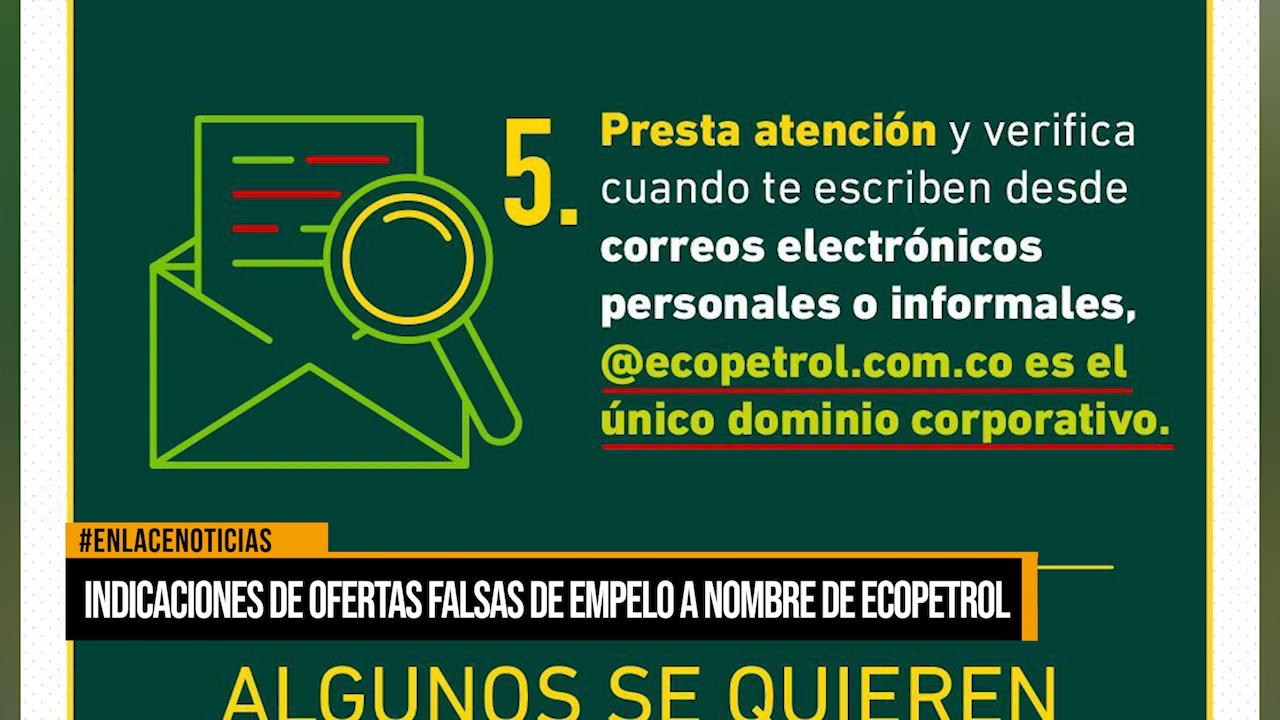 5.
Presta atención y verifica
cuando te escriben desde
correos electrónicos
personales o informales,
@ecopetrol.com.co es el
único dominio corporativo.
#ENLACENOTICIAS
INDICACIONES DE OFERTAS FALSAS DE EMPELO A NOMBRE DE ECOPETROL
ALGUNOS SE QUIEREN